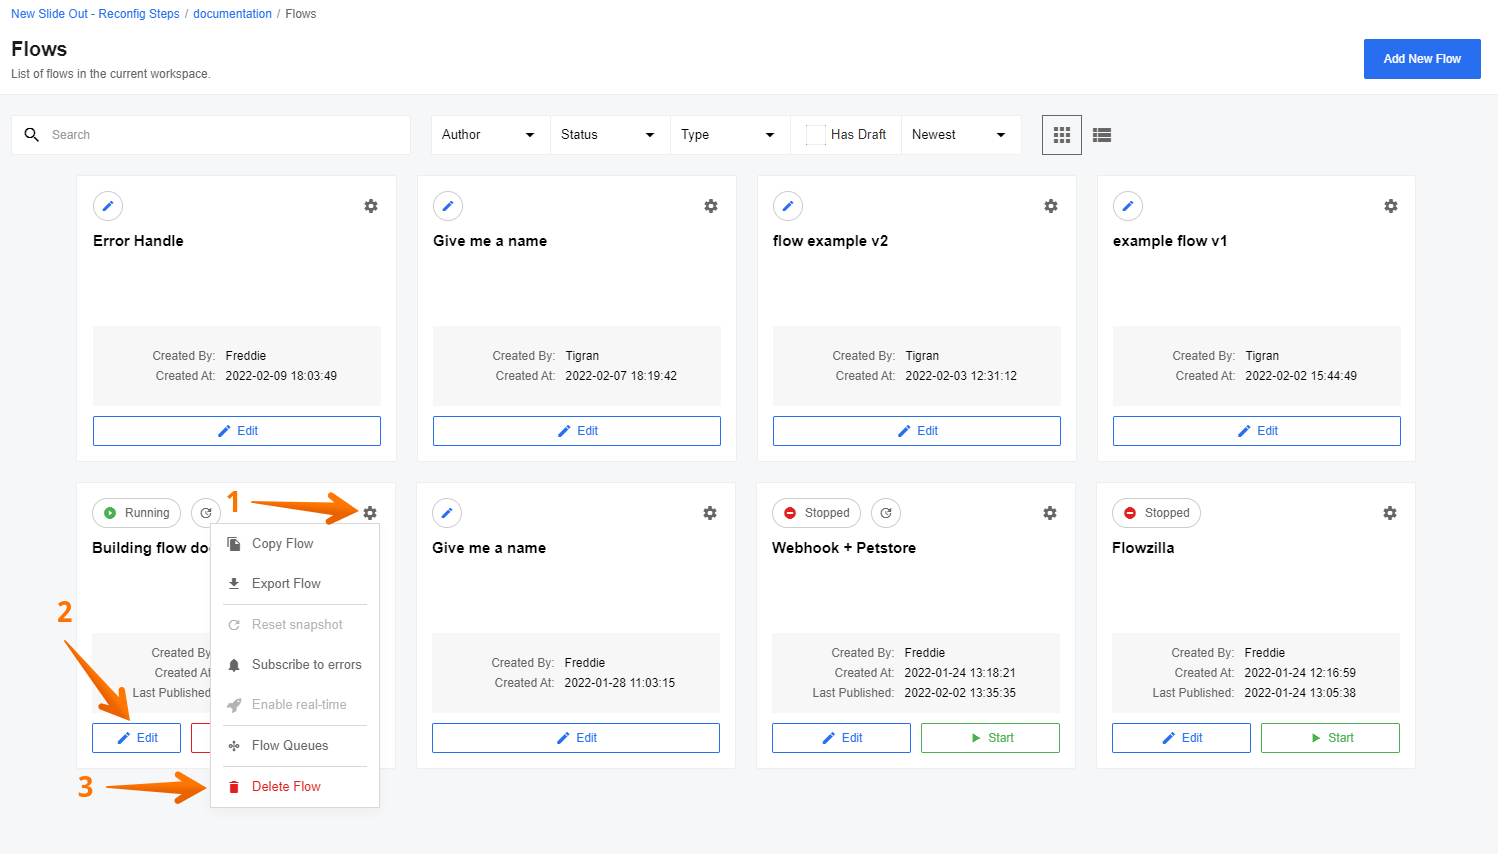 New Slide Out - Reconfig Steps / documentation / Flows
Flows
List of flows in the current workspace.
Add New Flow
Search
Author
Status
Type
Has Draft
Newest
Error Handle
Created By: Freddie
Created At: 2022-02-09 18:03:49
Edit
Give me a name
Created By: Tigran
Created At: 2022-02-07 18:19:42
Edit
flow example v2
Created By: Tigran
Created At: 2022-02-03 12:31:12
Edit
example flow v1
Created By: Tigran
Created At: 2022-02-02 15:44:49
Edit
Running
1
Building flow do
Created By
Created At
Last Published
2
Edit
Copy Flow
Export Flow
Reset snapshot
Subscribe to errors
Enable real-time
Flow Queues
3
Delete Flow
Give me a name
Created By: Freddie
Created At: 2022-01-28 11:03:15
Edit
Stopped
Webhook + Petstore
Created By: Freddie
Created At: 2022-01-24 13:18:21
Last Published: 2022-02-02 13:35:35
Edit
Start
Stopped
Flowzilla
Created By: Freddie
Created At: 2022-01-24 12:16:59
Last Published: 2022-01-24 13:05:38
Edit
Start